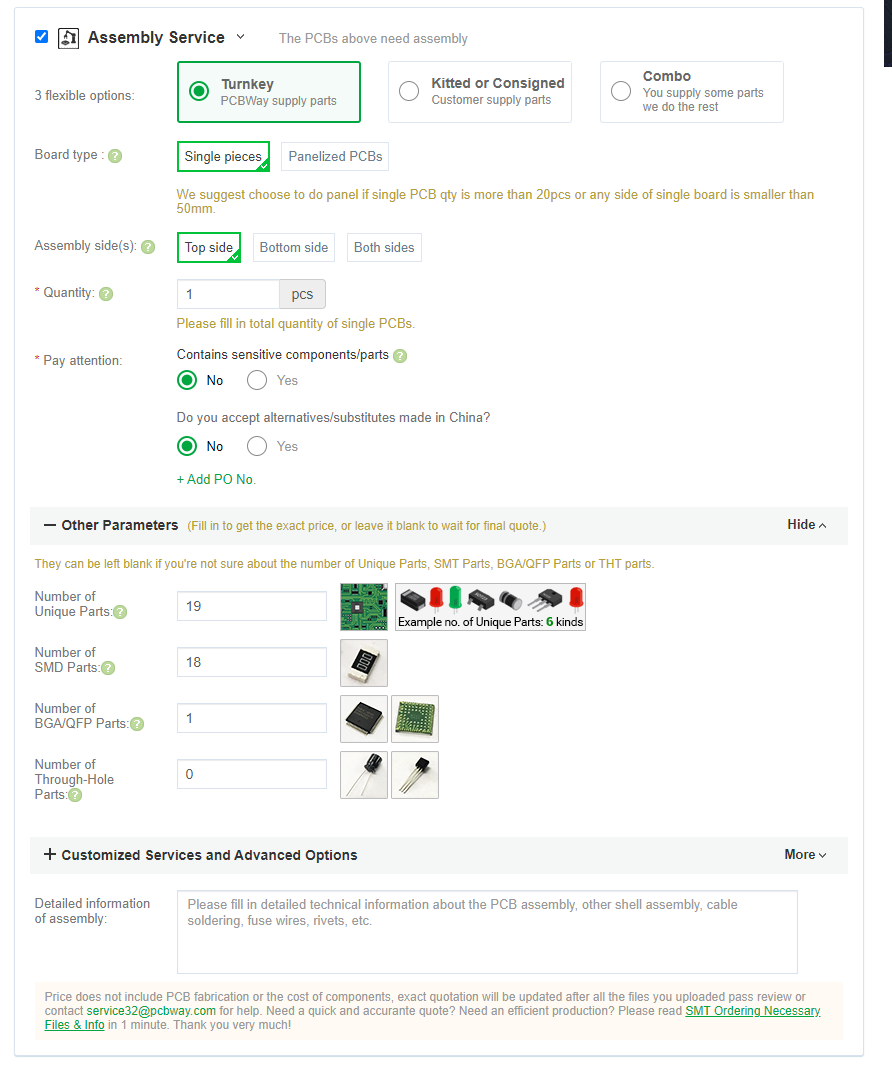 Assembly Service
The PCBs above need assembly
3 flexible options:
Turnkey
PCBWay supply parts
Kitted or Consigned
Customer supply parts
Combo
You supply some parts
we do the rest
Board type : ?
Single pieces
Panelized PCBs
We suggest choose to do panel if single PCB qty is more than 20pcs or any side of single board is smaller than
50mm.
Assembly side(s): ?
Top side
Bottom side
Both sides
* Quantity: ?
1
pcs
Please fill in total quantity of single PCBs.
* Pay attention:
Contains sensitive components/parts ?
No
Yes
Do you accept alternatives/substitutes made in China?
No
Yes
+ Add PO No.
Other Parameters (Fill in to get the exact price, or leave it blank to wait for final quote.)
Hide
They can be left blank if you're not sure about the number of Unique Parts, SMT Parts, BGA/QFP Parts or THT parts.
Number of
Unique Parts: ?
19
Example no. of Unique Parts: 6 kinds
Number of
SMD Parts: ?
18
Number of
BGA/QFP Parts: ?
1
Number of
Through-Hole
Parts: ?
0
Customized Services and Advanced Options
More
Detailed information
of assembly:
Please fill in detailed technical information about the PCB assembly, other shell assembly, cable
soldering, fuse wires, rivets, etc.
Price does not include PCB fabrication or the cost of components, exact quotation will be updated after all the files you uploaded pass review or
contact service32@pcbway.com for help. Need a quick and accurante quote? Need an efficient production? Please read SMT Ordering Necessary
Files & Info in 1 minute. Thank you very much!